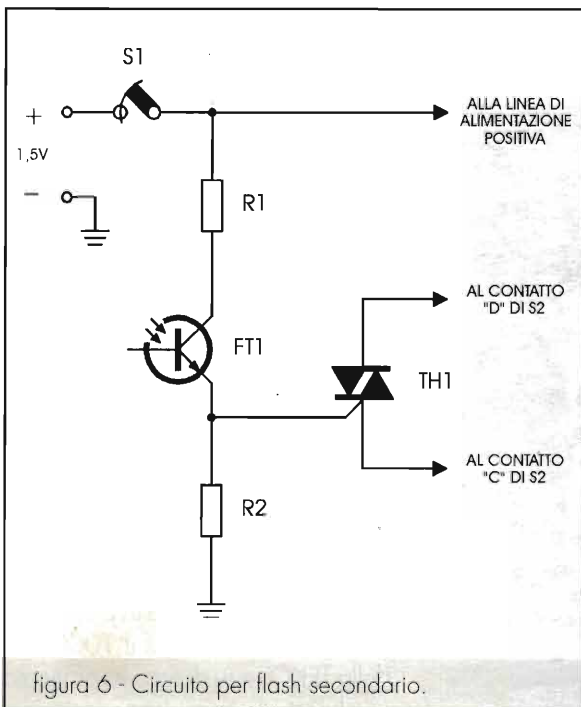 S1
+
1,5V
−
ALLA LINEA DI
ALIMENTAZIONE
POSITIVA
R1
AL CONTATTO
"D" DI S2
FT1
TH1
AL CONTATTO
"C" DI S2
R2
figura 6 - Circuito per flash secondario.